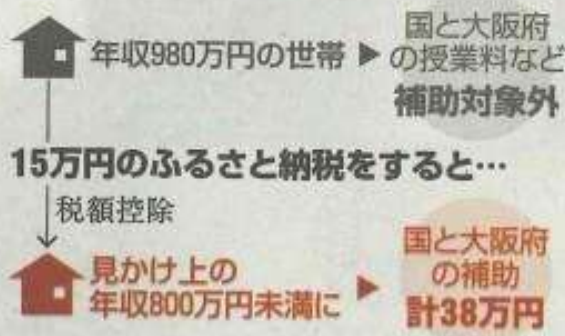 年収980万円の世帯▶
国と大阪府
の授業料など
補助対象外
15万円のふるさと納税をすると…
税額控除
見かけ上の
年収800万円未満に▶
国と大阪府
の補助
計38万円